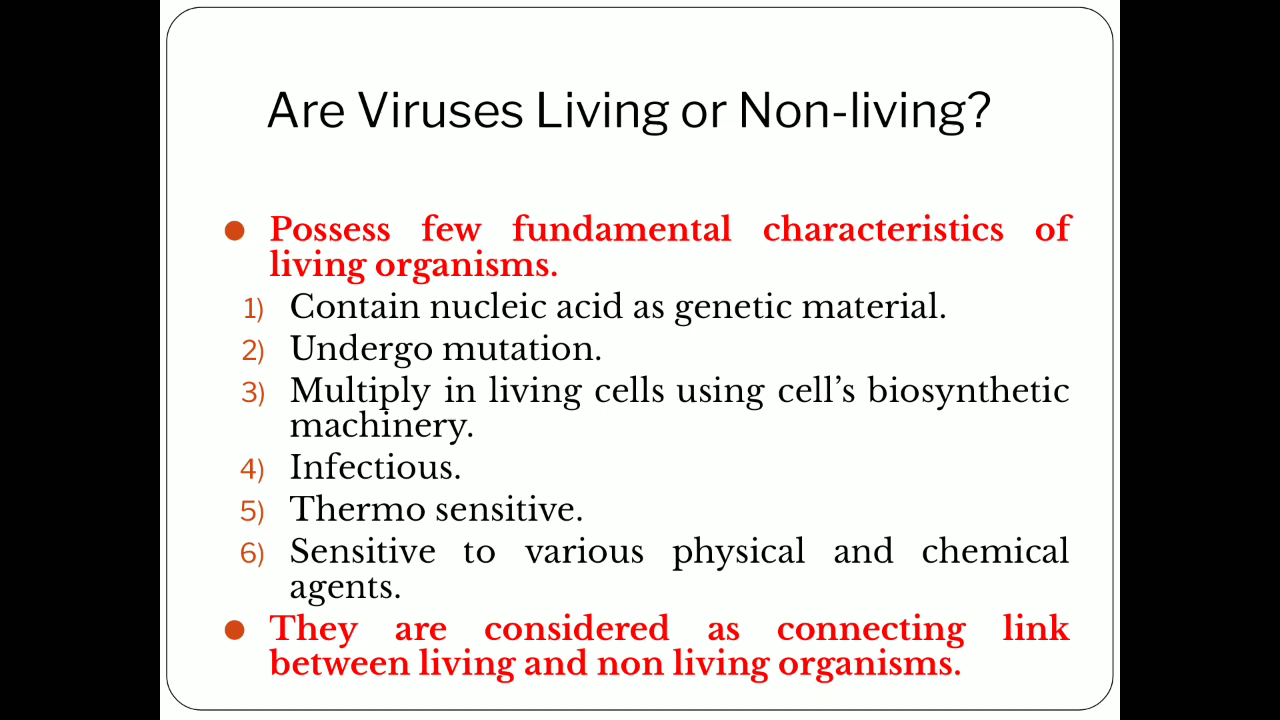 Are Viruses Living or Non-living?
● Possess few fundamental characteristics of
living organisms.
1) Contain nucleic acid as genetic material.
2) Undergo mutation.
3) Multiply in living cells using cell’s biosynthetic
machinery.
4) Infectious.
5) Thermo sensitive.
6) Sensitive to various physical and chemical
agents.
● They are considered as connecting link
between living and non living organisms.